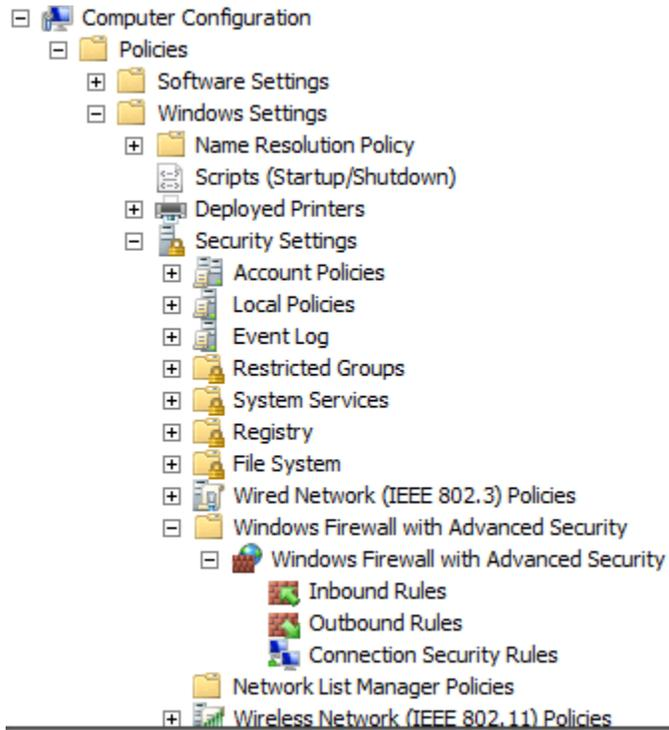 Computer Configuration
Policies
Software Settings
Windows Settings
Name Resolution Policy
Scripts (Startup/Shutdown)
Deployed Printers
Security Settings
Account Policies
Local Policies
Event Log
Restricted Groups
System Services
Registry
File System
Wired Network (IEEE 802.3) Policies
Windows Firewall with Advanced Security
Windows Firewall with Advanced Security
Inbound Rules
Outbound Rules
Connection Security Rules
Network List Manager Policies
Wireless Network (IEEE 802.11) Policies